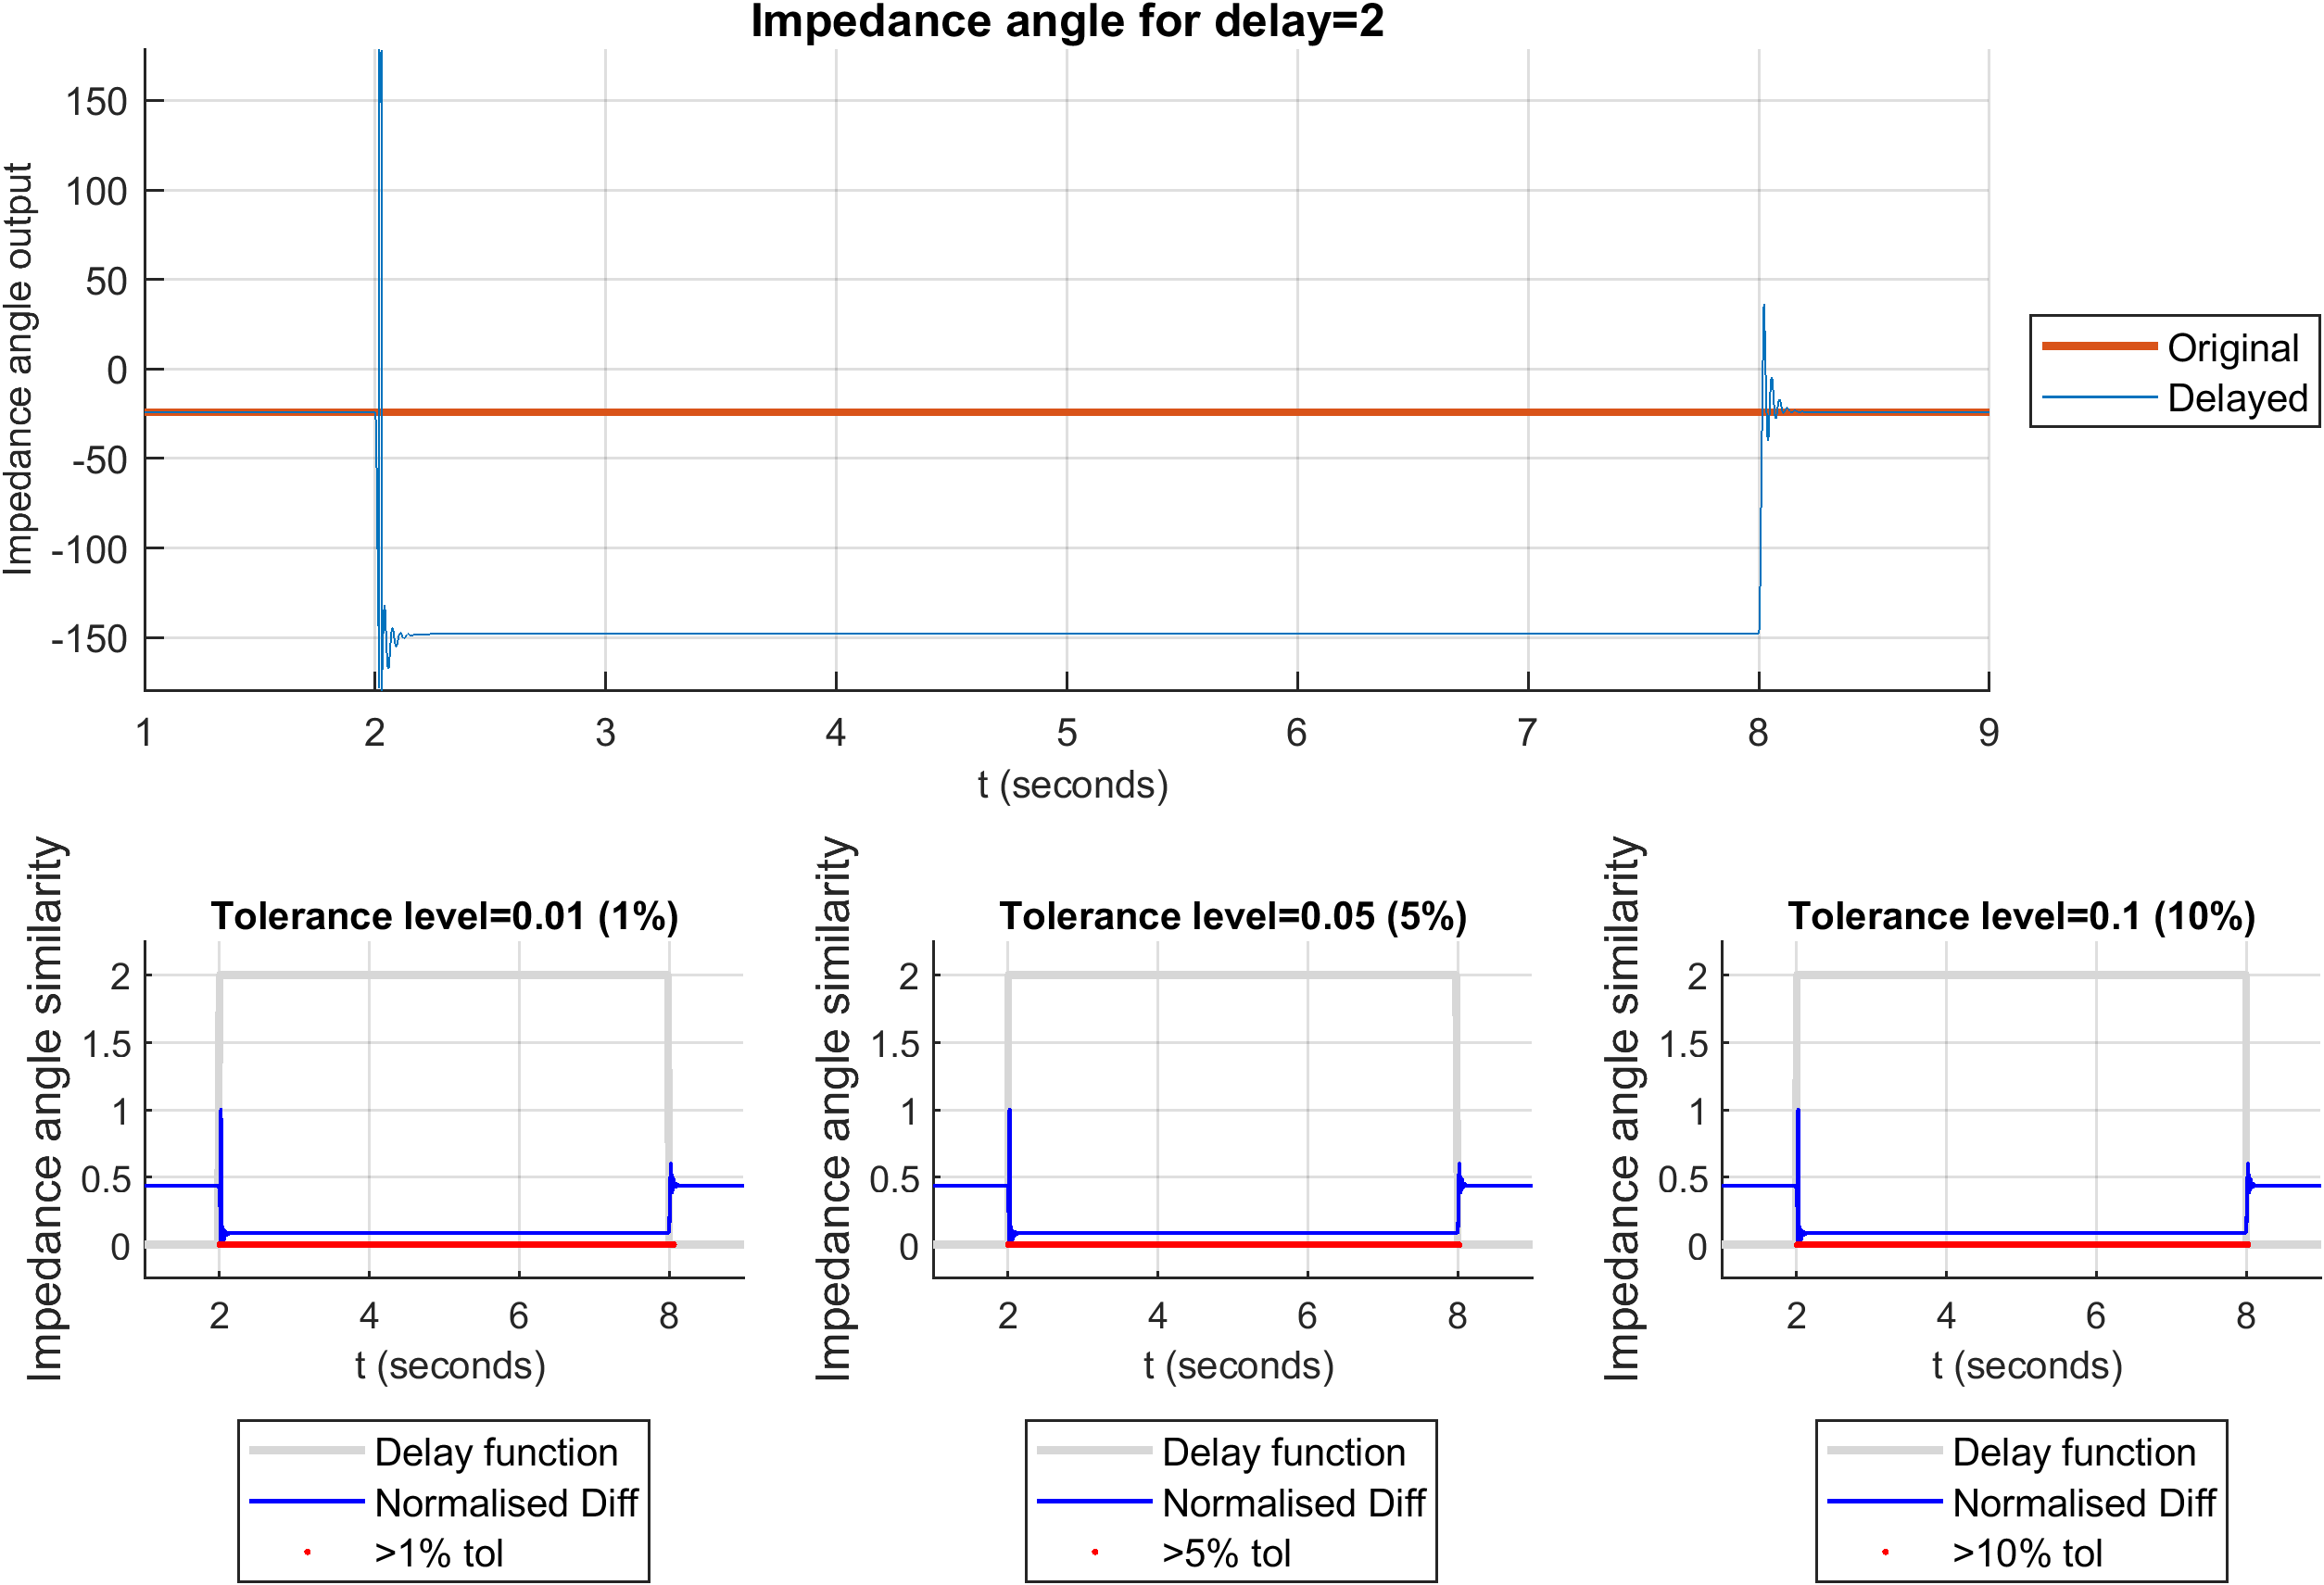 Impedance angle for delay=2
Impedance angle output
150
100
50
0
-50
-100
-150
1 2 3 4 5 6 7 8 9
t (seconds)
Original
Delayed
Tolerance level=0.01 (1%)
Impedance angle similarity
2
1.5
1
0.5
0
2 4 6 8
t (seconds)
Delay function
Normalised Diff
>1% tol
Tolerance level=0.05 (5%)
Impedance angle similarity
2
1.5
1
0.5
0
2 4 6 8
t (seconds)
Delay function
Normalised Diff
>5% tol
Tolerance level=0.1 (10%)
Impedance angle similarity
2
1.5
1
0.5
0
2 4 6 8
t (seconds)
Delay function
Normalised Diff
>10% tol